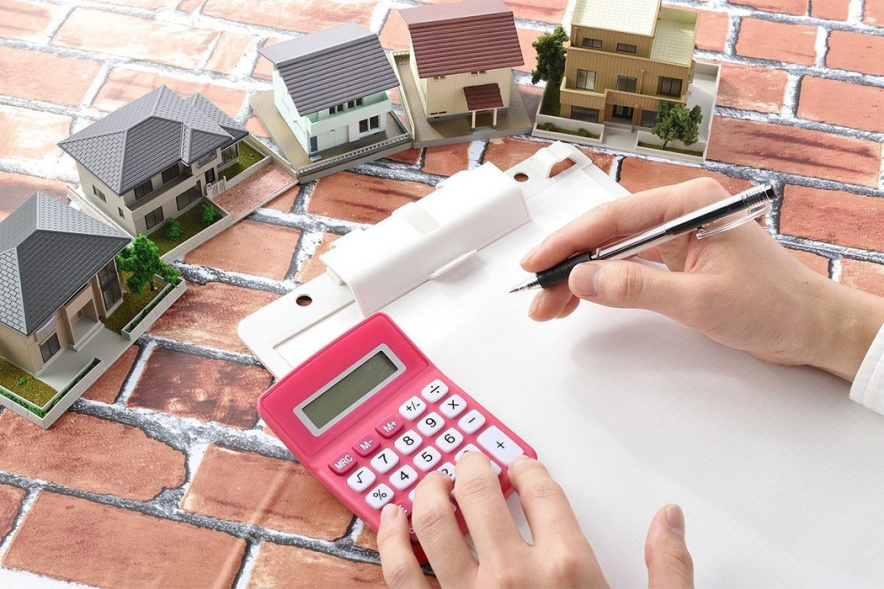 MRC M- M+ +/- ÷
√ 7 8 9 ×
% 4 5 6 −
+